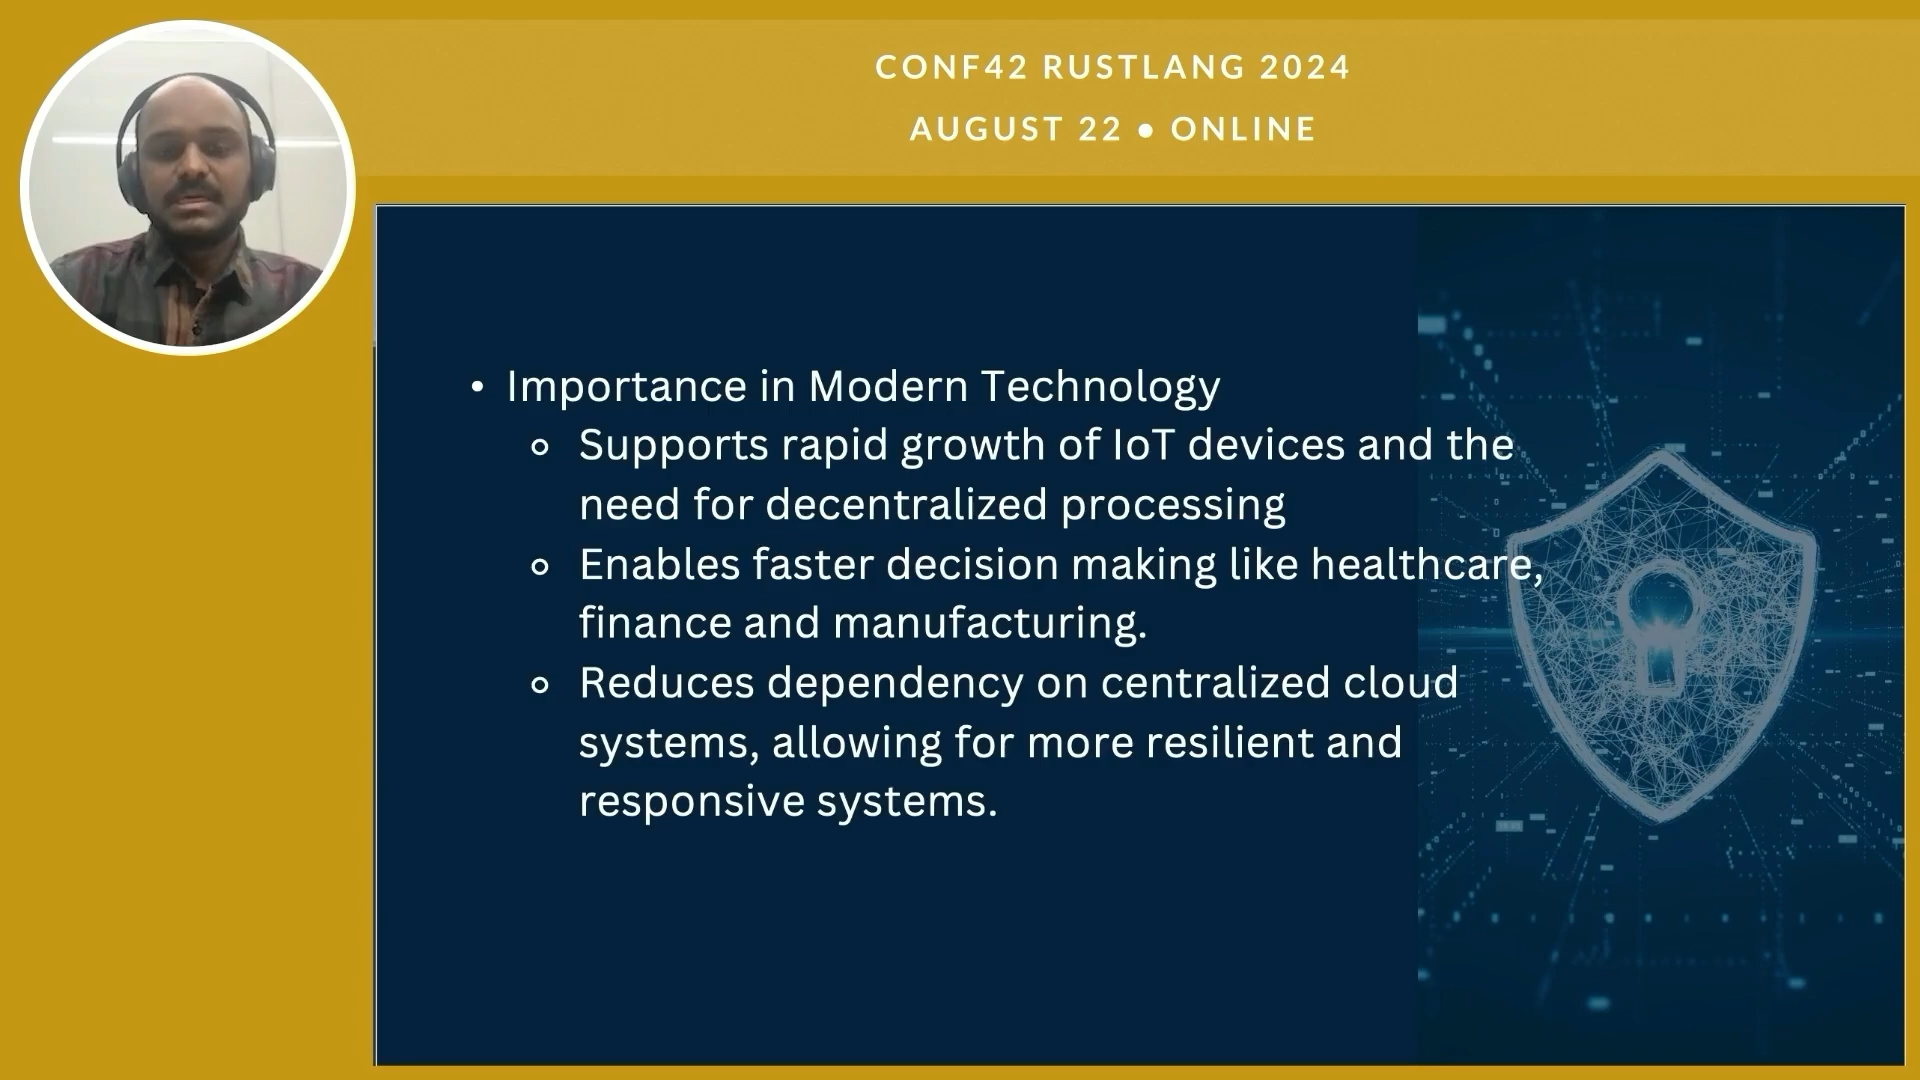 CONF42 RUSTLANG 2024
AUGUST 22 ● ONLINE
• Importance in Modern Technology
○ Supports rapid growth of IoT devices and the
need for decentralized processing
○ Enables faster decision making like healthcare,
finance and manufacturing.
○ Reduces dependency on centralized cloud
systems, allowing for more resilient and
responsive systems.